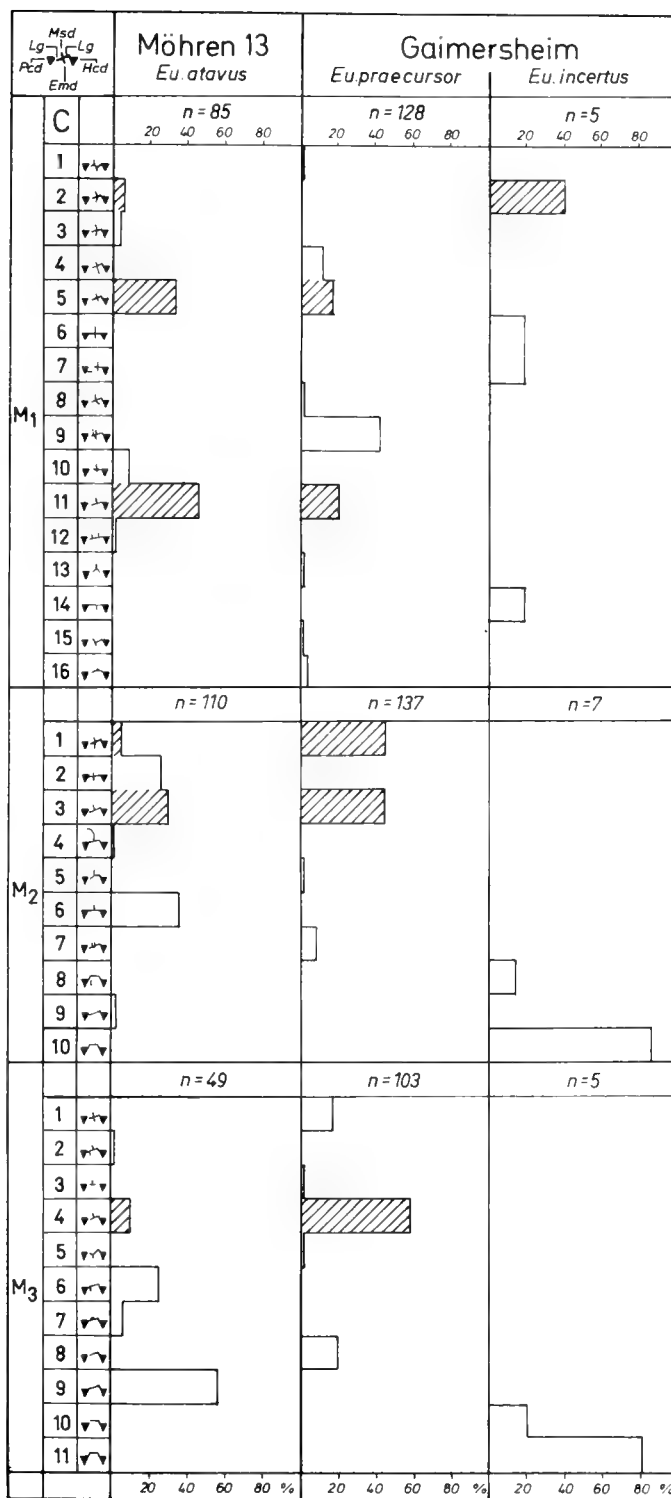 Msd
Lg Lg
Pcd Hcd
Emd
Möhren 13
Eu. atavus
Gaimersheim
Eu. praecursor Eu. incertus
C n=85 n=128 n=5
20 40 60 80 20 40 60 80 20 40 60 80
M1
1
2
3
4
5
6
7
8
9
10
11
12
13
14
15
16
n=110 n=137 n=7
M2
1
2
3
4
5
6
7
8
9
10
n=49 n=103 n=5
M3
1
2
3
4
5
6
7
8
9
10
11
20 40 60 80 % 20 40 60 80 % 20 40 60 80 %